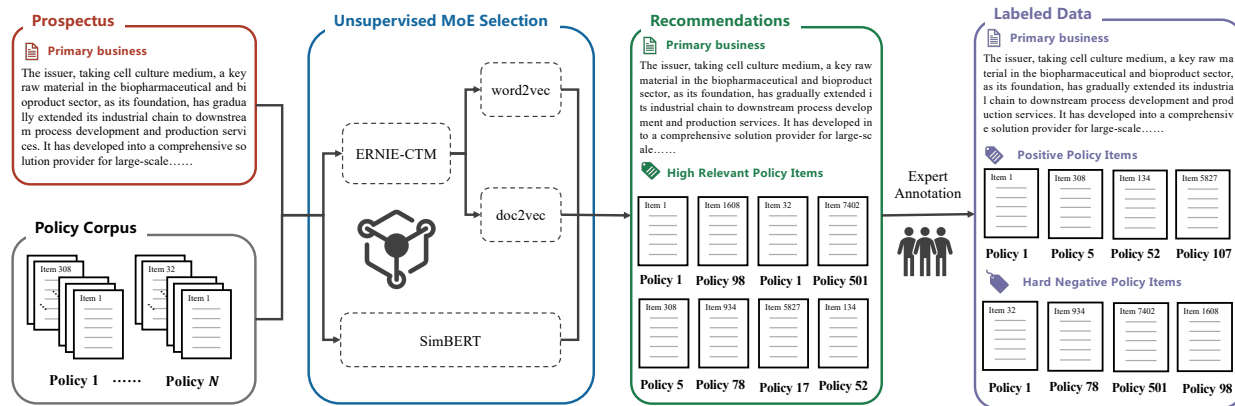 Prospectus
Primary business
The issuer, taking cell culture medium, a key
raw material in the biopharmaceutical and bi
oproduct sector, as its foundation, has gradua
lly extended its industrial chain to downstrea
m process development and production servi
ces. It has developed into a comprehensive so
lution provider for large-scale……
Policy Corpus
Item 308
Item 1
Item 32
Item 1
Policy 1
……
Policy N
Unsupervised MoE Selection
ERNIE-CTM
word2vec
doc2vec
SimBERT
Recommendations
Primary business
The issuer, taking cell culture medium, a key raw
material in the biopharmaceutical and bioproduct
sector, as its foundation, has gradually extended i
ts industrial chain to downstream process develop
ment and production services. It has developed in
to a comprehensive solution provider for large-sc
ale……
High Relevant Policy Items
Item 1
Item 1608
Item 32
Item 7402
Policy 1
Policy 98
Policy 1
Policy 501
Item 308
Item 934
Item 5827
Item 134
Policy 5
Policy 78
Policy 17
Policy 52
Expert
Annotation
Labeled Data
Primary business
The issuer, taking cell culture medium, a key raw ma
terial in the biopharmaceutical and bioproduct sector,
as its foundation, has gradually extended its industria
l chain to downstream process development and prod
uction services. It has developed into a comprehensiv
e solution provider for large-scale……
Positive Policy Items
Item 1
Item 308
Item 134
Item 5827
Policy 1
Policy 5
Policy 52
Policy 107
Hard Negative Policy Items
Item 32
Item 934
Item 7402
Item 1608
Policy 1
Policy 78
Policy 501
Policy 98